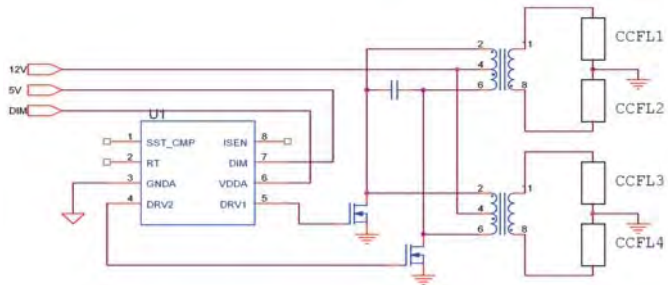 12V
5V
DIM
U1
1 SST_CMP ISEN 8
2 RT DIM 7
3 GNDA VDDA 6
4 DRV2 DRV1 5
2 1
4
6 8
CCFL1
CCFL2
2 1
4
6 8
CCFL3
CCFL4